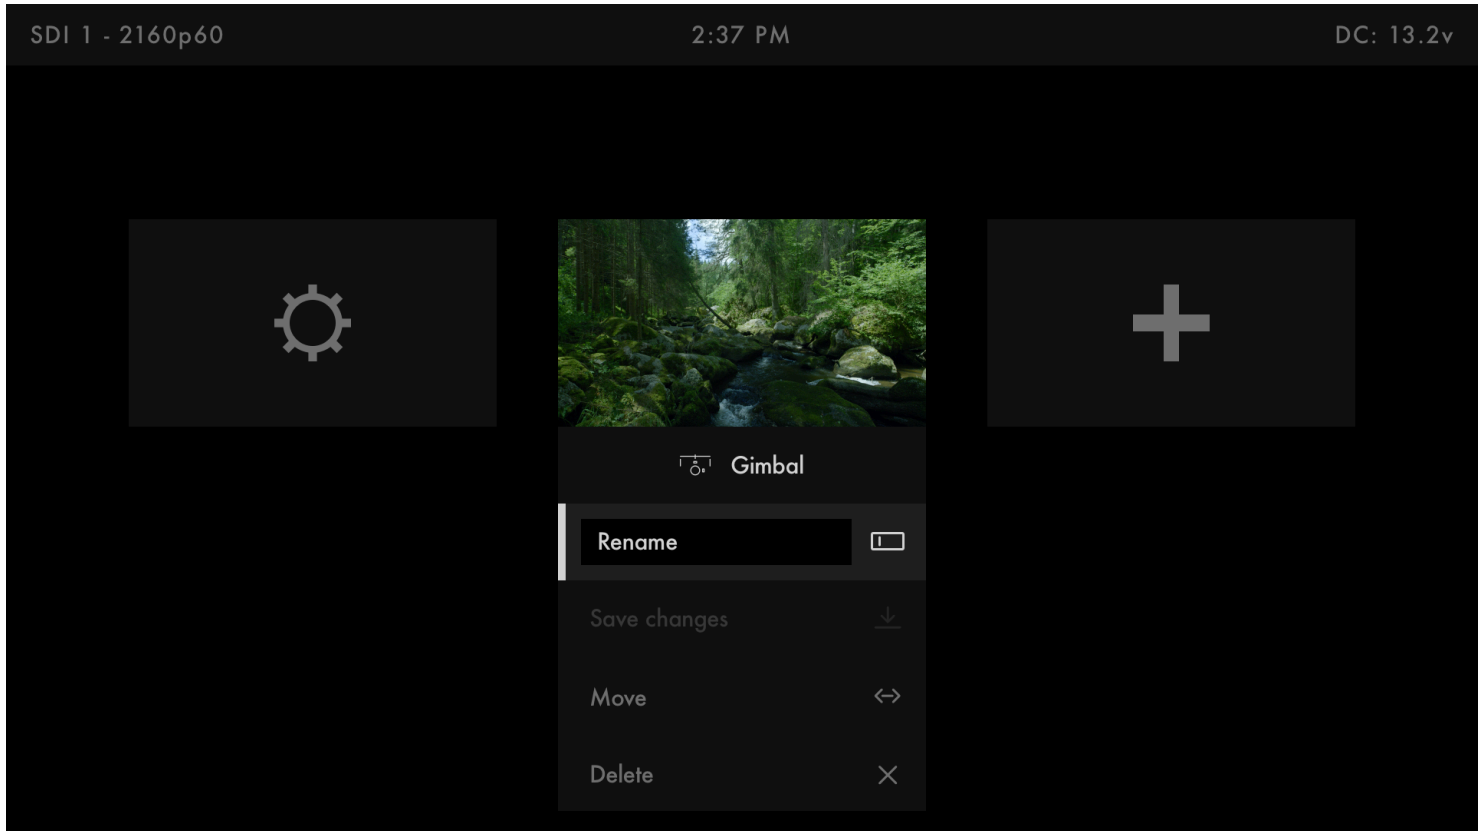 SDI 1 - 2160p60
2:37 PM
DC: 13.2v
Gimbal
Rename
Save changes
Move
Delete